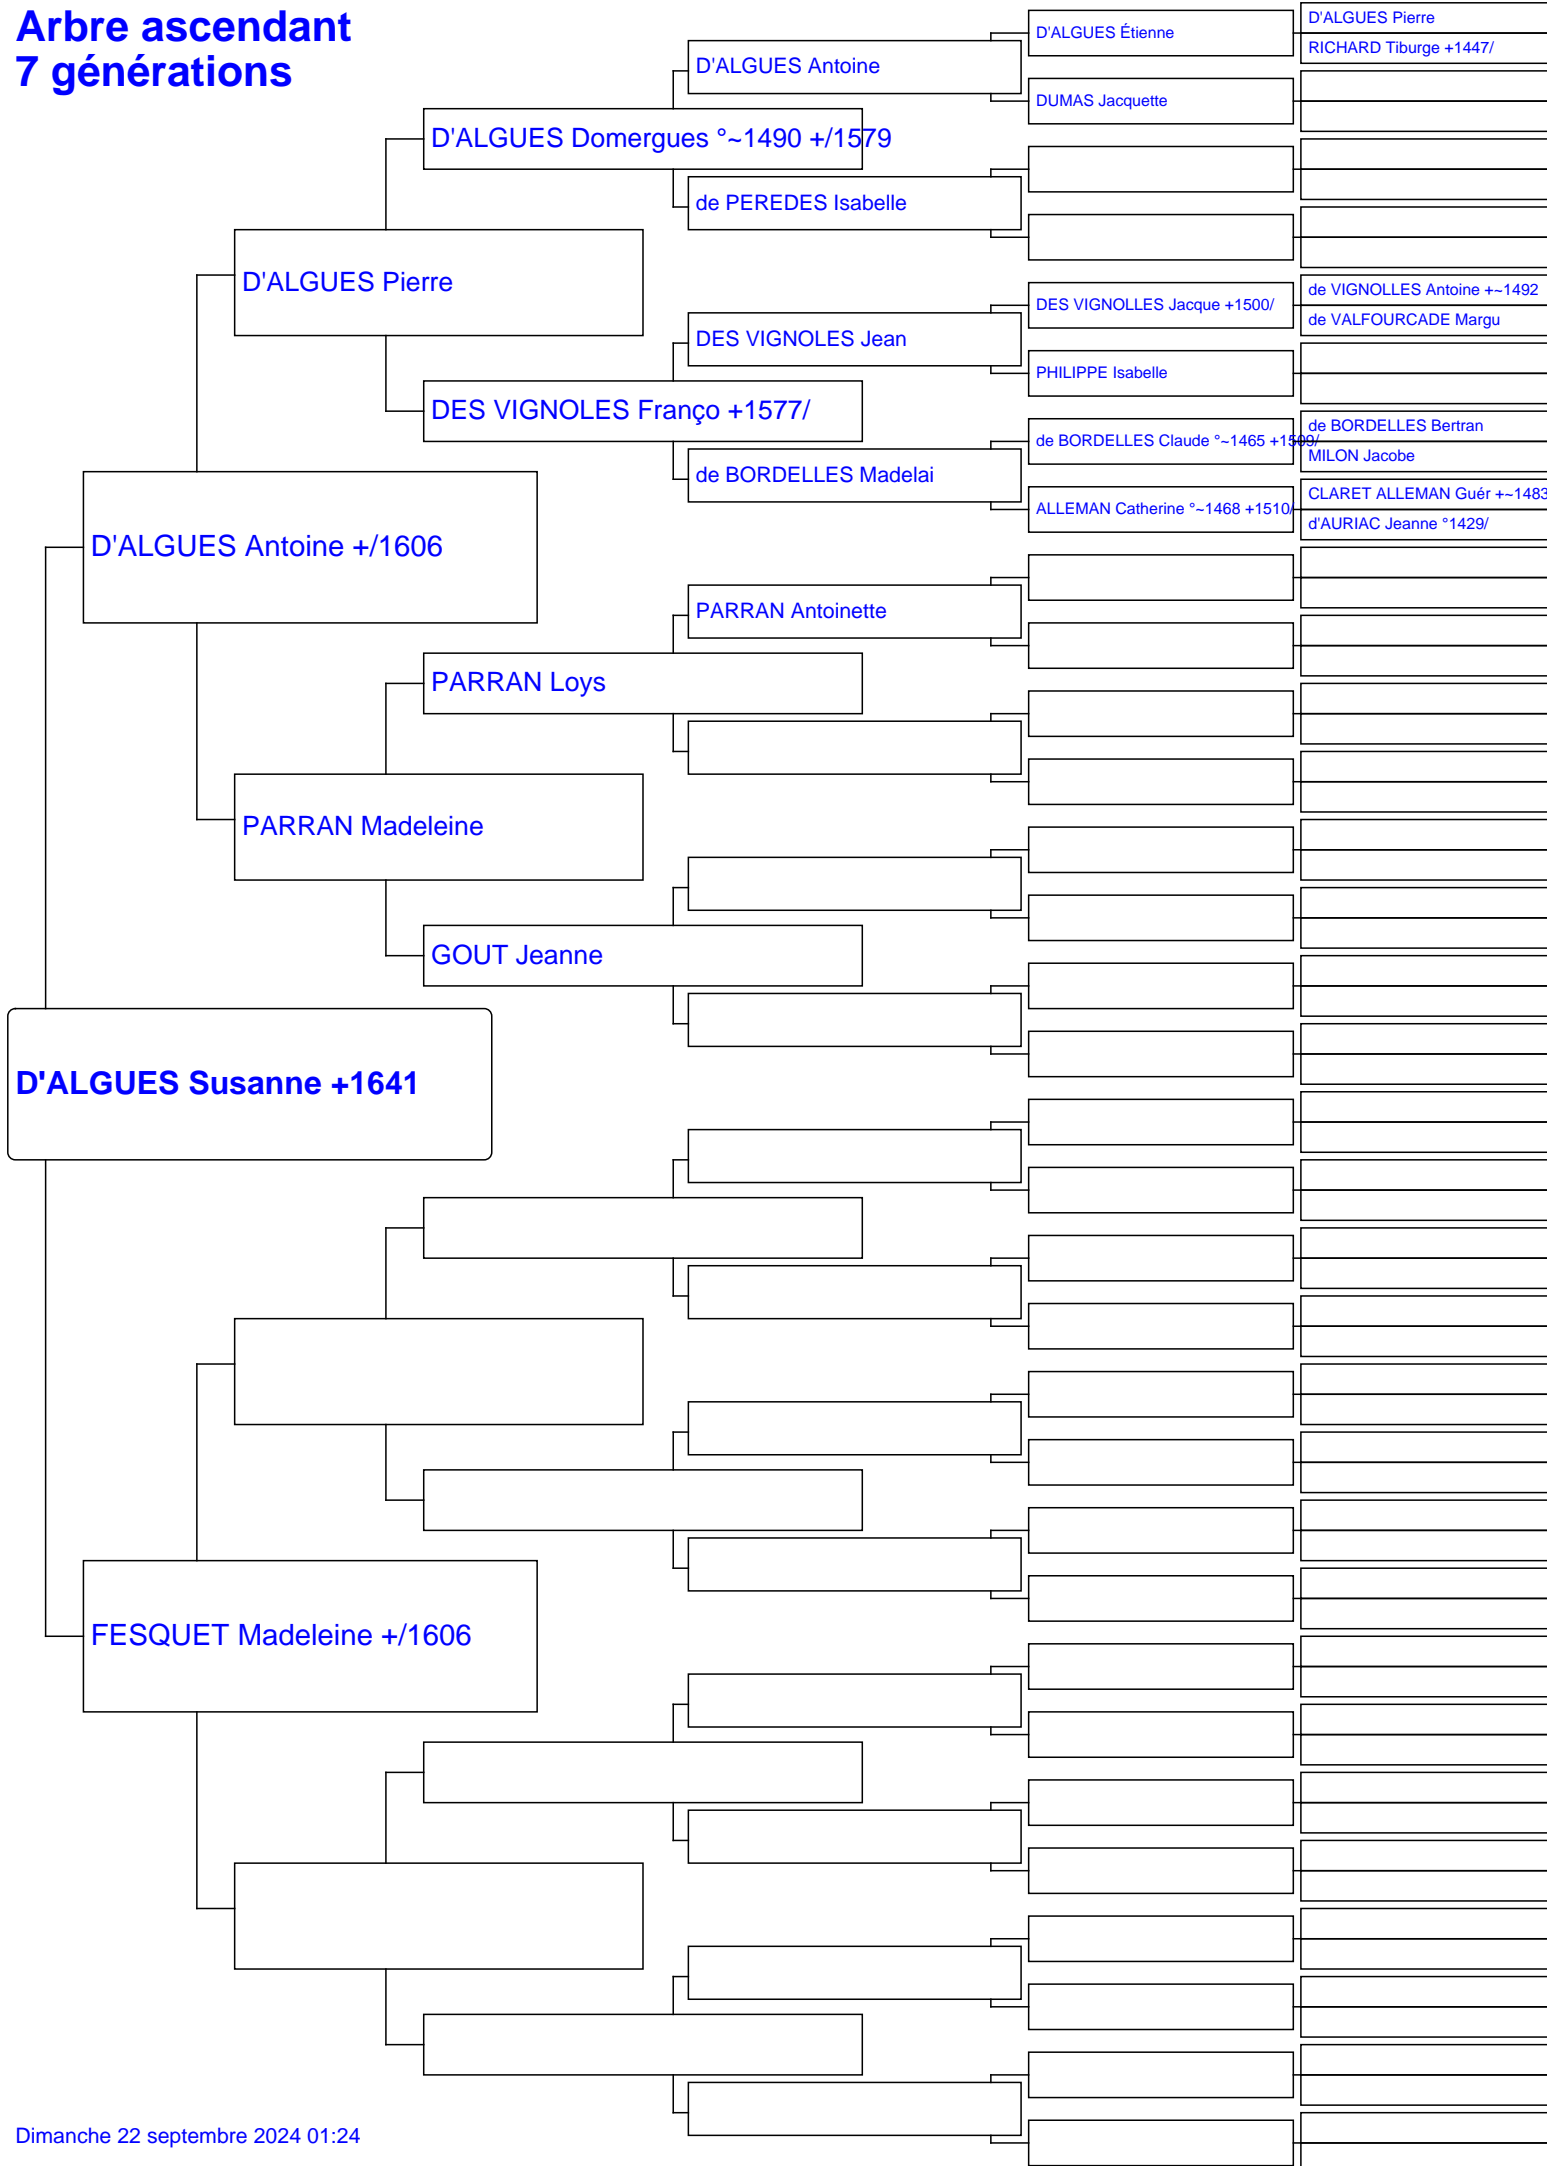 Arbre ascendant
7 générations
D'ALGUES Pierre
D'ALGUES Étienne
RICHARD Tiburge +1447/
D'ALGUES Antoine
DUMAS Jacquette
D'ALGUES Domergues °~1490 +/1579
de PEREDES Isabelle
D'ALGUES Pierre
de VIGNOLLES Antoine +~1492
DES VIGNOLLES Jacque +1500/
de VALFOURCADE Margu
DES VIGNOLES Jean
PHILIPPE Isabelle
DES VIGNOLES Franço +1577/
de BORDELLES Bertran
de BORDELLES Claude °~1465 +1509/
MILON Jacobe
de BORDELLES Madelai
CLARET ALLEMAN Guér +~1483
ALLEMAN Catherine °~1468 +1510/
d'AURIAC Jeanne °1429/
D'ALGUES Antoine +/1606
PARRAN Antoinette
PARRAN Loys
PARRAN Madeleine
GOUT Jeanne
D'ALGUES Susanne +1641
FESQUET Madeleine +/1606
Dimanche 22 septembre 2024 01:24